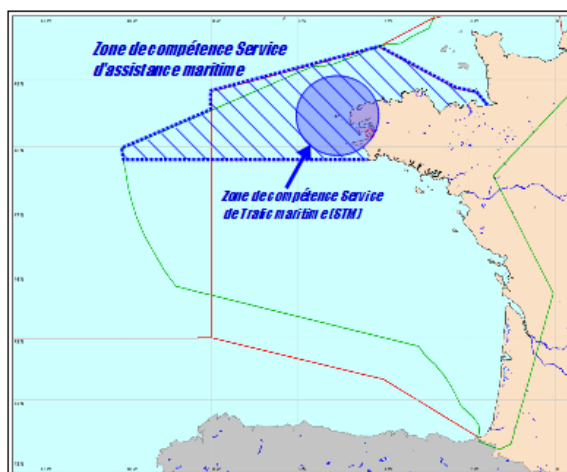 Zone de compétence Service
d'assistance maritime
Zone de compétence Service
de Trafic maritime (STM)